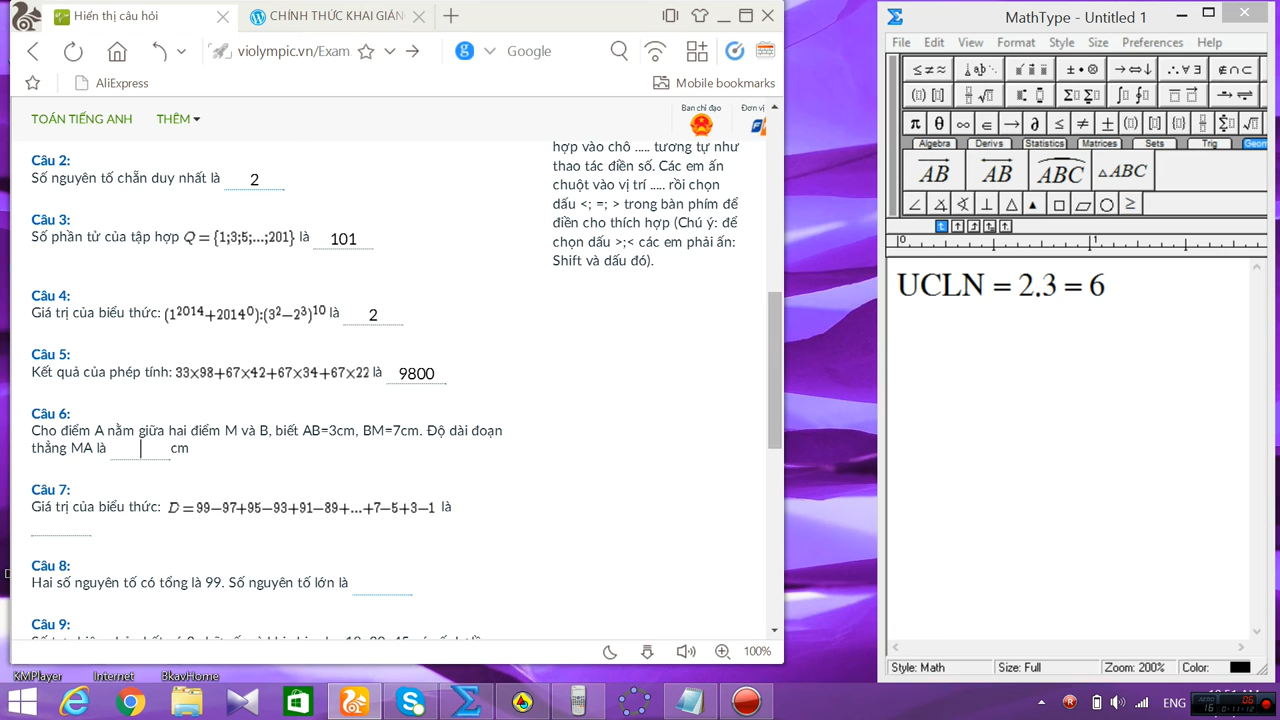 Hiển thị câu hỏi
CHÍNH THỨC KHAI GIẢN
violympic.vn/Exam
Google
AliExpress
Mobile bookmarks
TOÁN TIẾNG ANH
THÊM
Ban chỉ đạo
Đơn vị
Câu 2:
Số nguyên tố chẵn duy nhất là 2
Câu 3:
Số phần tử của tập hợp Q = {1;3;5;...;201} là 101
Câu 4:
Giá trị của biểu thức: (1²⁰¹⁴+2014⁰):(3²−2³)¹⁰ là 2
Câu 5:
Kết quả của phép tính: 33×98+67×42+67×34+67×22 là 9800
Câu 6:
Cho điểm A nằm giữa hai điểm M và B, biết AB=3cm, BM=7cm. Độ dài đoạn
thẳng MA là cm
Câu 7:
Giá trị của biểu thức: D = 99−97+95−93+91−89+...+7−5+3−1 là
Câu 8:
Hai số nguyên tố có tổng là 99. Số nguyên tố lớn là
Câu 9:
hợp vào chỗ ..... tương tự như
thao tác điền số. Các em ấn
chuột vào vị trí ..... rồi chọn
dấu <; =; > trong bàn phím để
điền cho thích hợp (Chú ý: để
chọn dấu >;< các em phải ấn:
Shift và dấu đó).
100%
MathType - Untitled 1
File Edit View Format Style Size Preferences Help
Algebra Derivs Statistics Matrices Sets Trig Geom
AB AB ABC △ABC
0 1
UCLN = 2.3 = 6
Style: Math Size: Full Zoom: 200% Color:
KMPlayer Internet BkavHome
ENG